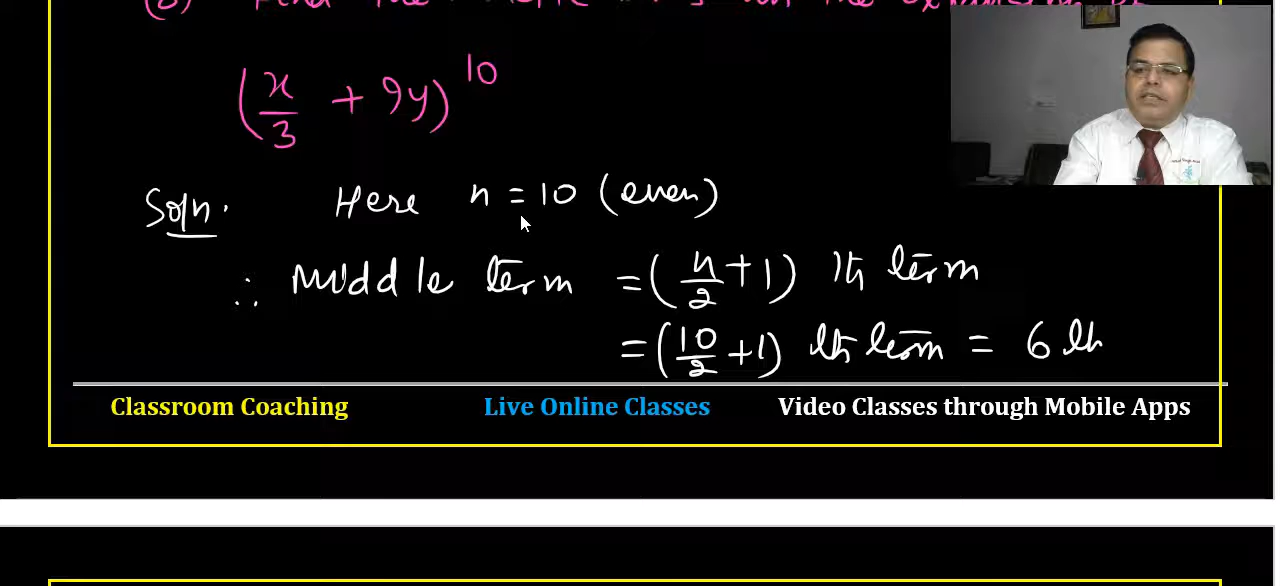 (x/3 + 9y)^10
Soln. Here n = 10 (even)
∴ Middle term = (n/2 + 1) th term
= (10/2 + 1) th term = 6 th
Classroom Coaching Live Online Classes Video Classes through Mobile Apps